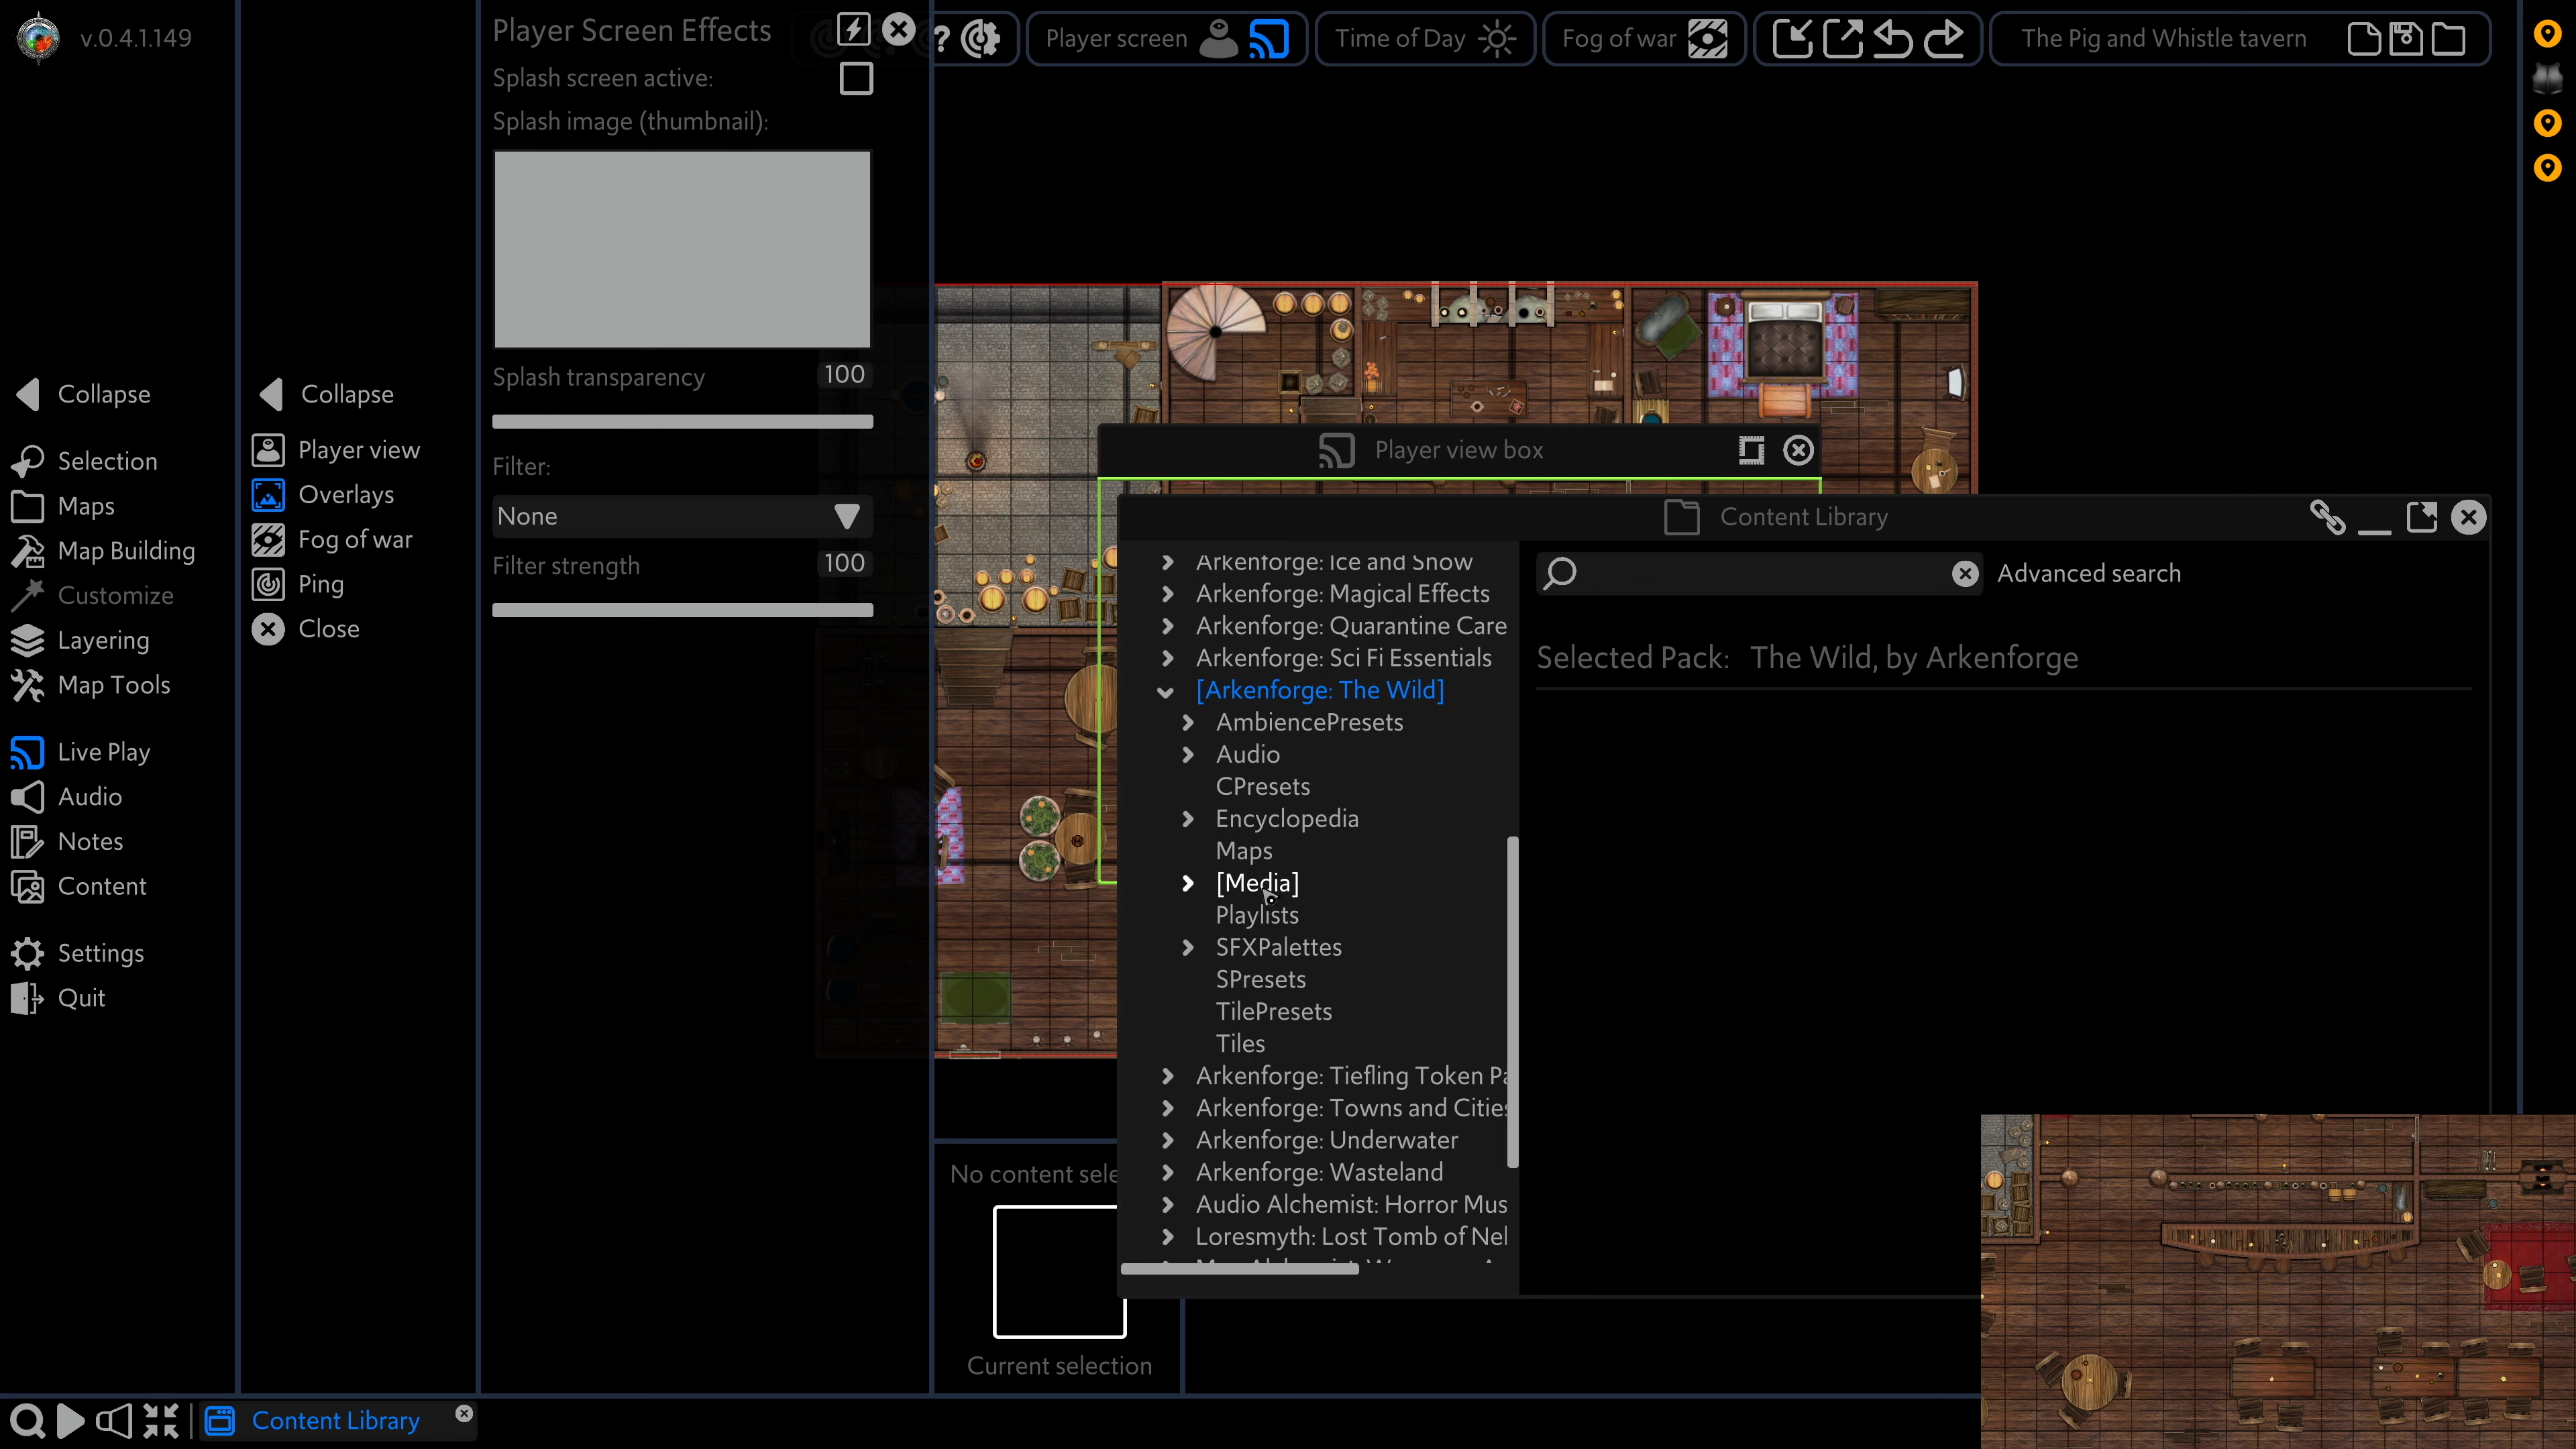 v.0.4.1.149
Player Screen Effects
?
Player screen
Time of Day
Fog of war
The Pig and Whistle tavern
Splash screen active:
Splash image (thumbnail):
Splash transparency
100
Filter:
None
Filter strength
100
Collapse
Selection
Maps
Map Building
Customize
Layering
Map Tools
Live Play
Audio
Notes
Content
Settings
Quit
Collapse
Player view
Overlays
Fog of war
Ping
Close
Player view box
Content Library
Arkenforge: Ice and Snow
Arkenforge: Magical Effects
Arkenforge: Quarantine Care
Arkenforge: Sci Fi Essentials
[Arkenforge: The Wild]
AmbiencePresets
Audio
CPresets
Encyclopedia
Maps
[Media]
Playlists
SFXPalettes
SPresets
TilePresets
Tiles
Arkenforge: Tiefling Token Pa
Arkenforge: Towns and Cities
Arkenforge: Underwater
Arkenforge: Wasteland
Audio Alchemist: Horror Mus
Loresmyth: Lost Tomb of Nel
Advanced search
Selected Pack: The Wild, by Arkenforge
No content sele
Current selection
Content Library